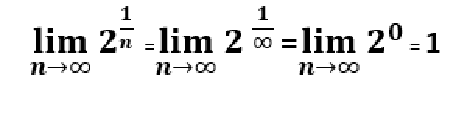 lim n→∞ 2^(1/n) = lim n→∞ 2^(1/∞) = lim n→∞ 2^0 = 1